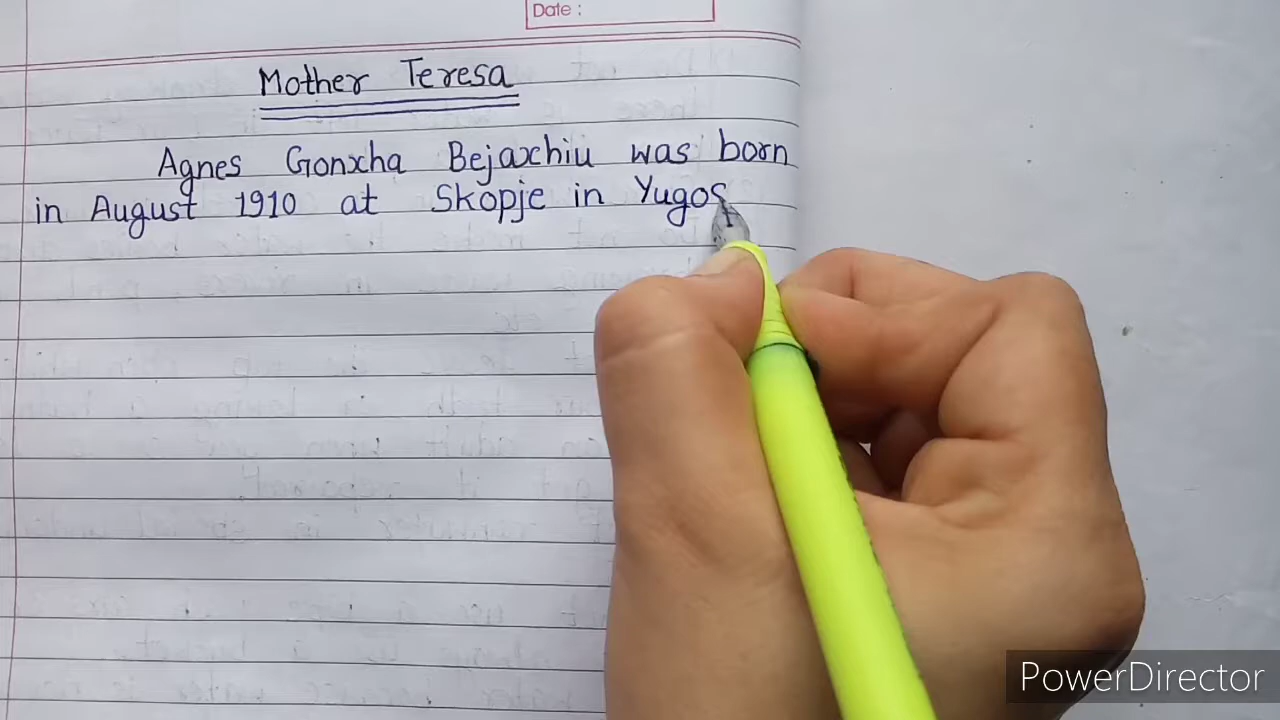 Date :
Mother Teresa
Agnes Gonxha Bejaxhiu was born
in August 1910 at Skopje in Yugos
PowerDirector